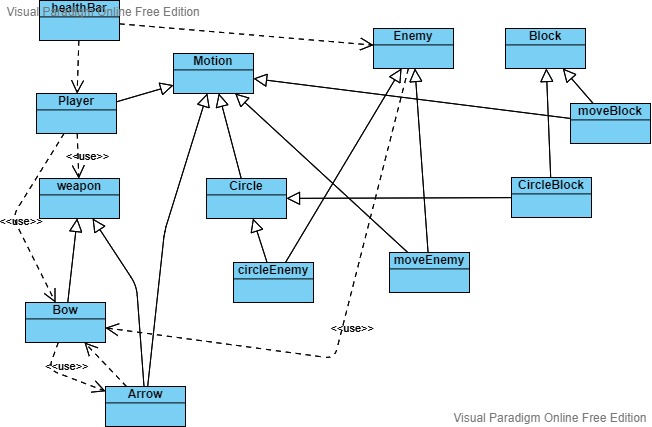 healthBar
Visual Paradigm Online Free Edition
Enemy
Block
Motion
Player
moveBlock
<<use>>
weapon
Circle
CircleBlock
<<use>>
circleEnemy
moveEnemy
Bow
<<use>>
<<use>>
Arrow
Visual Paradigm Online Free Edition